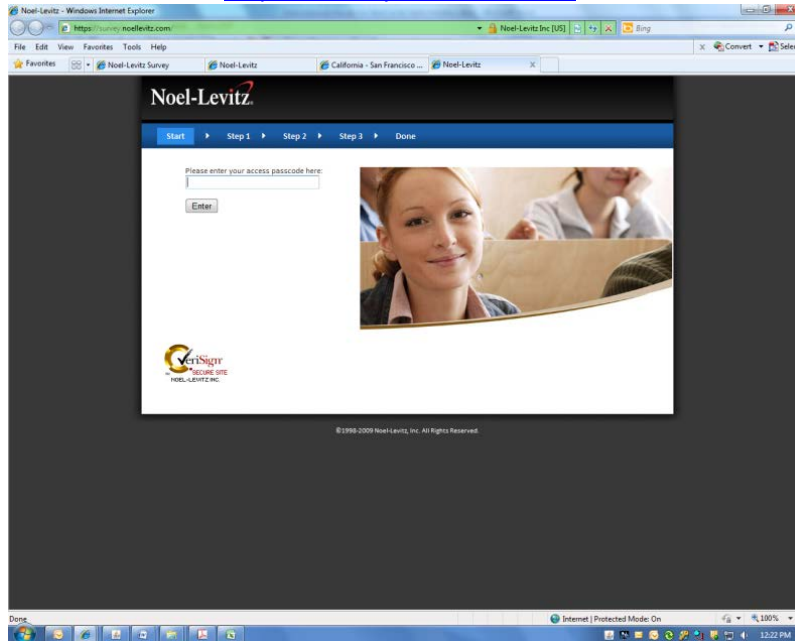 Noel-Levitz - Windows Internet Explorer
https://survey.noellevitz.com/
Noel-Levitz Inc [US]
Bing
File Edit View Favorites Tools Help
x Convert
Favorites
Noel-Levitz Survey
Noel-Levitz
California - San Francisco ...
Noel-Levitz
X
Noel-Levitz
Start Step 1 Step 2 Step 3 Done
Please enter your access passcode here:
Enter
VeriSign
SECURE SITE
NOEL-LEVITZ INC.
©1998-2009 Noel-Levitz, Inc. All Rights Reserved.
Done
Internet | Protected Mode: On
100%
12:22 PM